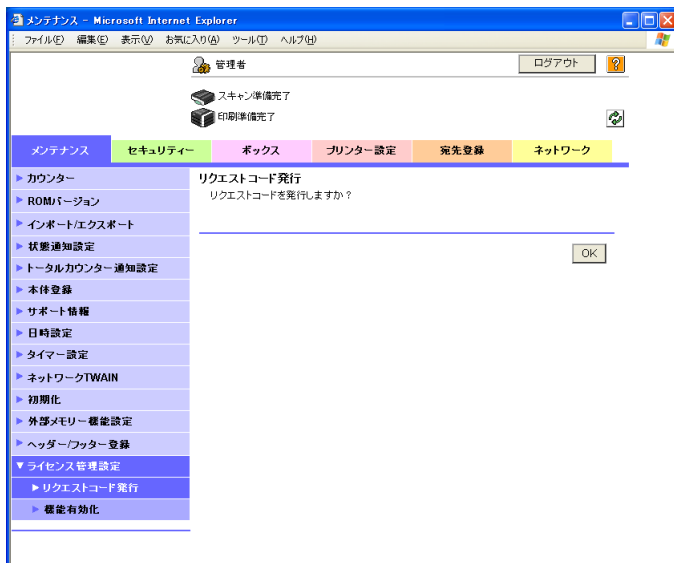 メンテナンス - Microsoft Internet Explorer
ファイル(F) 編集(E) 表示(V) お気に入り(A) ツール(T) ヘルプ(H)
管理者
ログアウト
?
スキャン準備完了
印刷準備完了
メンテナンス セキュリティー ボックス プリンター設定 宛先登録 ネットワーク
カウンター
ROMバージョン
インポート/エクスポート
状態通知設定
トータルカウンター通知設定
本体登録
サポート情報
日時設定
タイマー設定
ネットワークTWAIN
初期化
外部メモリー機能設定
ヘッダー/フッター登録
ライセンス管理設定
リクエストコード発行
機能有効化
リクエストコード発行
リクエストコードを発行しますか？
OK